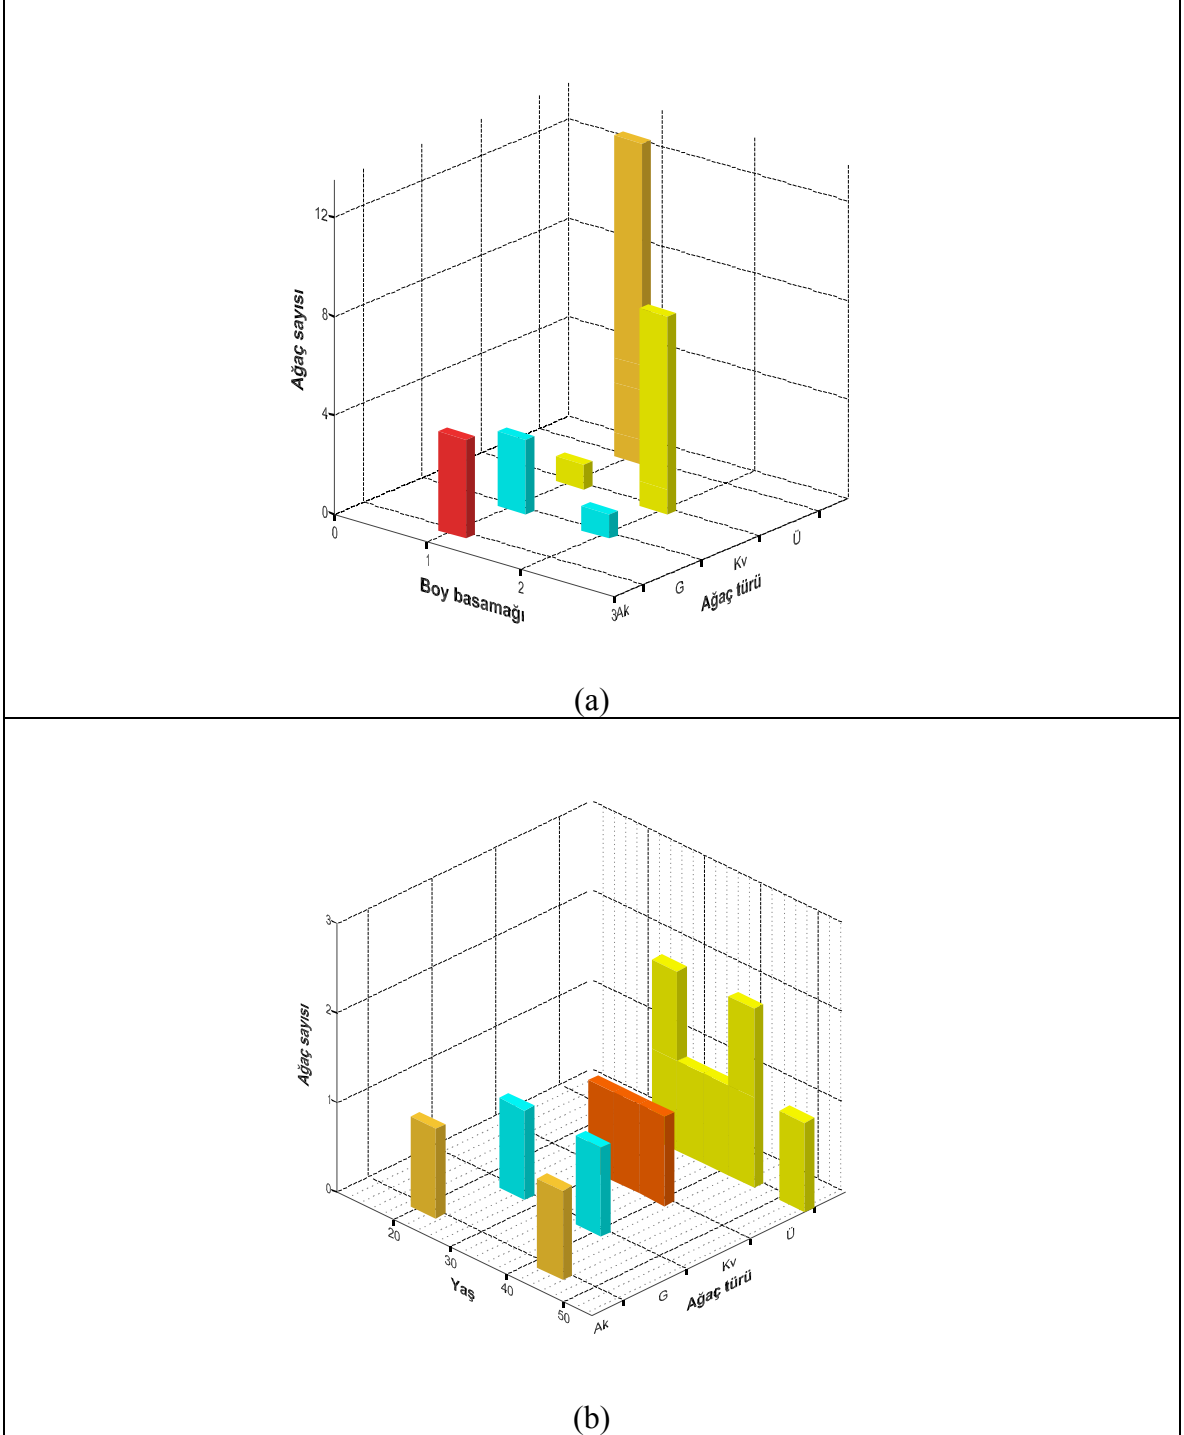 12
8
4
0
Ağaç sayısı
0
1
2
3
Boy basamağı
Ak
G
Kv
Ü
Ağaç türü
(a)
3
2
1
0
Ağaç sayısı
20
30
40
50
Yaş
Ak
G
Kv
Ü
Ağaç türü
(b)